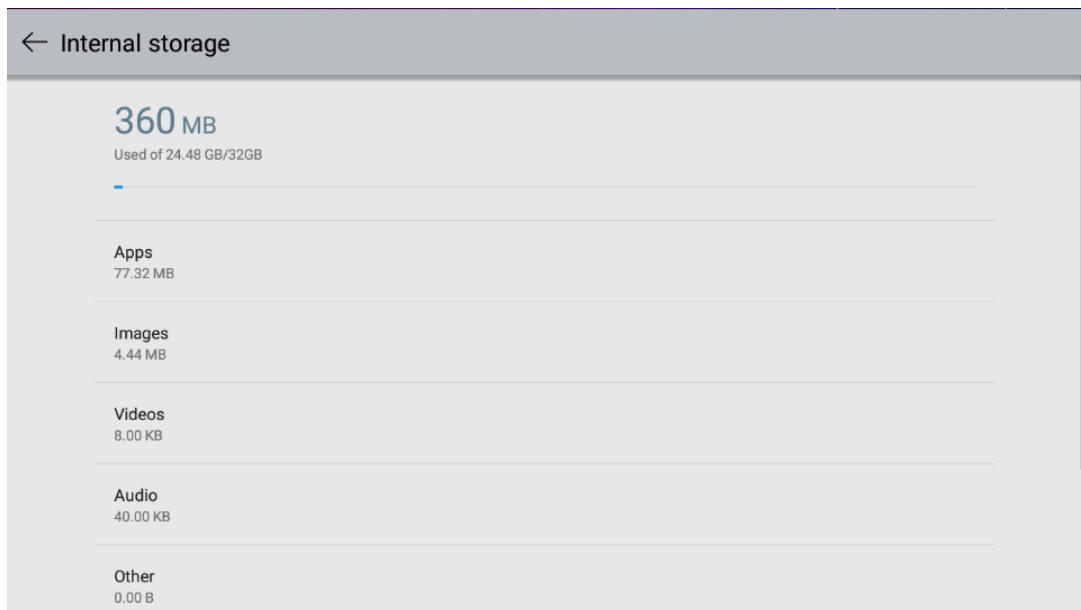 Internal storage
360 MB
Used of 24.48 GB/32GB
Apps
77.32 MB
Images
4.44 MB
Videos
8.00 KB
Audio
40.00 KB
Other
0.00 B